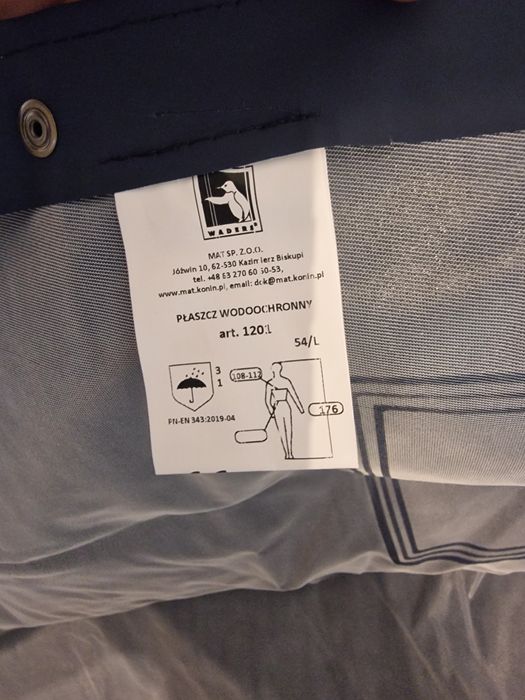 WADERS®
MAT SP. Z.O.O.
Jóźwin 10, 62-530 Kazimierz Biskupi
tel. +48 63 270 60 50-53,
www.mat.konin.pl, email: dok@mat.konin.pl
PŁASZCZ WODOOCHRONNY
art. 1201
54/L
3
1
108-112
176
PN-EN 343:2019-04